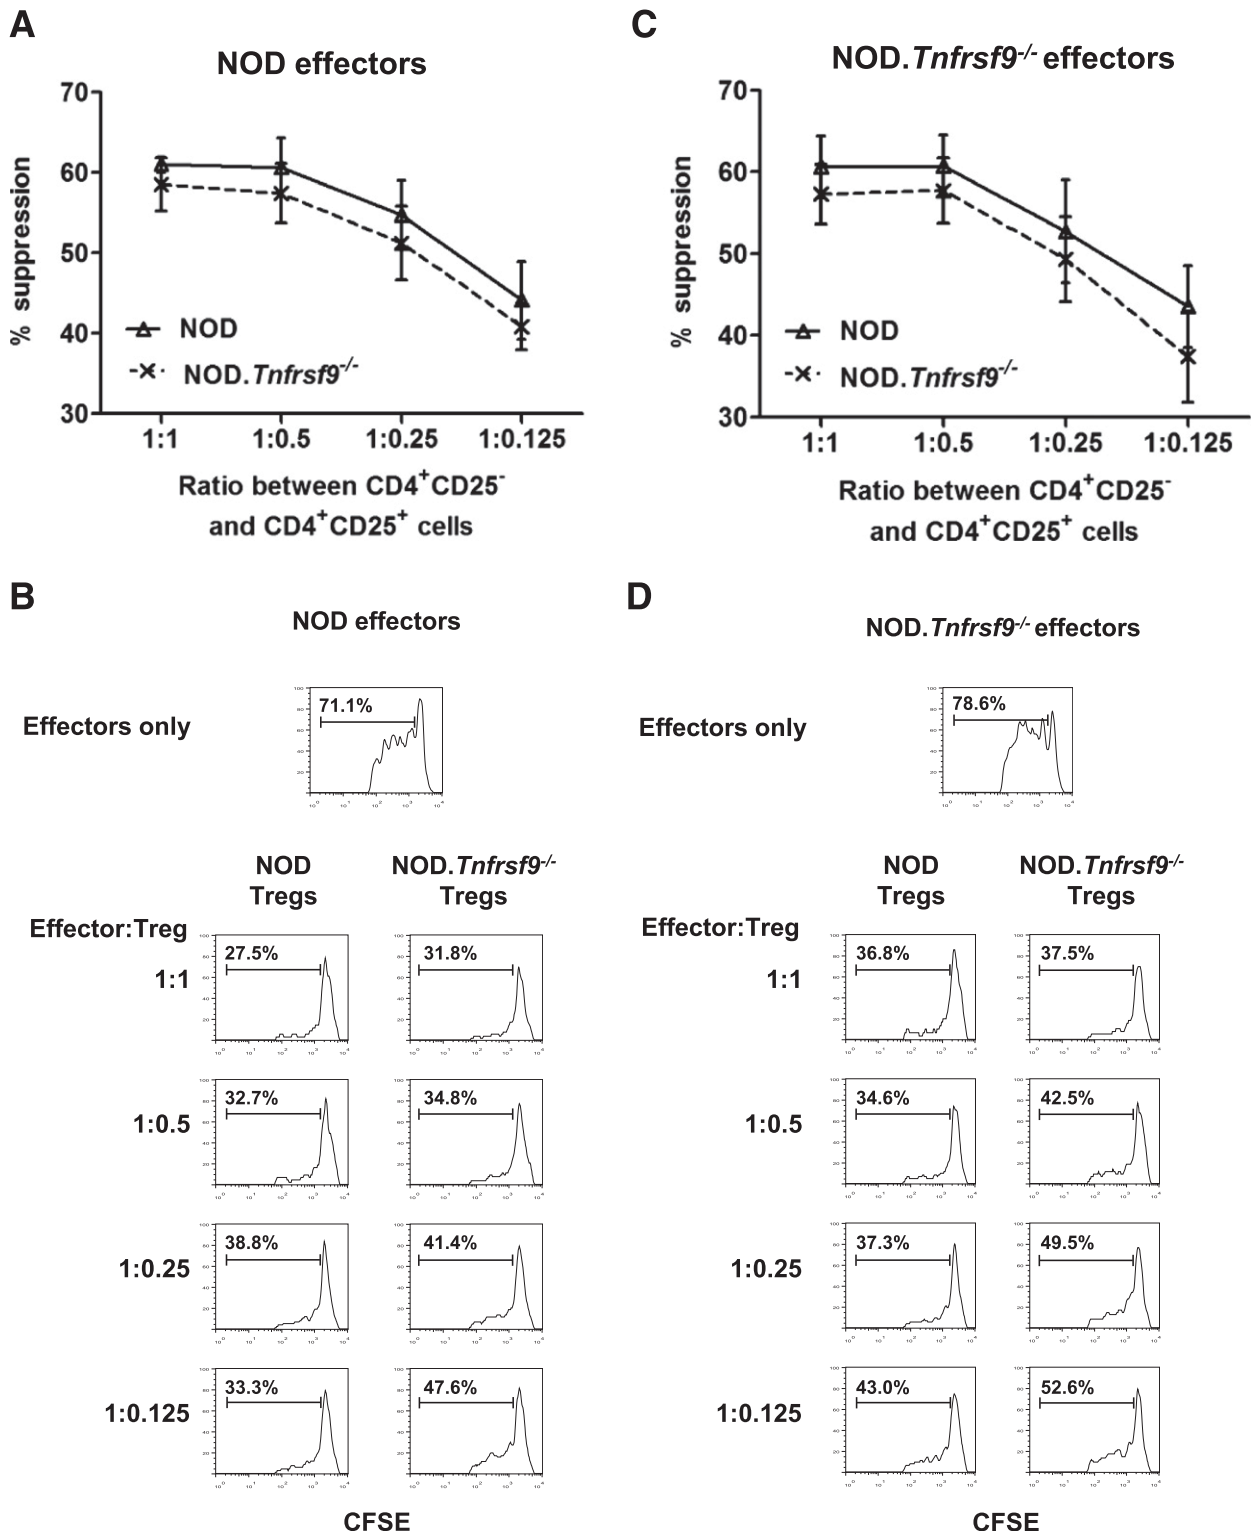 A
NOD effectors
70
60
50
40
30
% suppression
NOD
NOD.Tnfrsf9-/-
1:1 1:0.5 1:0.25 1:0.125
Ratio between CD4+CD25-
and CD4+CD25+ cells
C
NOD.Tnfrsf9-/- effectors
70
60
50
40
30
% suppression
NOD
NOD.Tnfrsf9-/-
1:1 1:0.5 1:0.25 1:0.125
Ratio between CD4+CD25-
and CD4+CD25+ cells
B
NOD effectors
Effectors only
71.1%
NOD
Tregs
NOD.Tnfrsf9-/-
Tregs
Effector:Treg
1:1
27.5%
31.8%
1:0.5
32.7%
34.8%
1:0.25
38.8%
41.4%
1:0.125
33.3%
47.6%
CFSE
D
NOD.Tnfrsf9-/- effectors
Effectors only
78.6%
NOD
Tregs
NOD.Tnfrsf9-/-
Tregs
Effector:Treg
1:1
36.8%
37.5%
1:0.5
34.6%
42.5%
1:0.25
37.3%
49.5%
1:0.125
43.0%
52.6%
CFSE